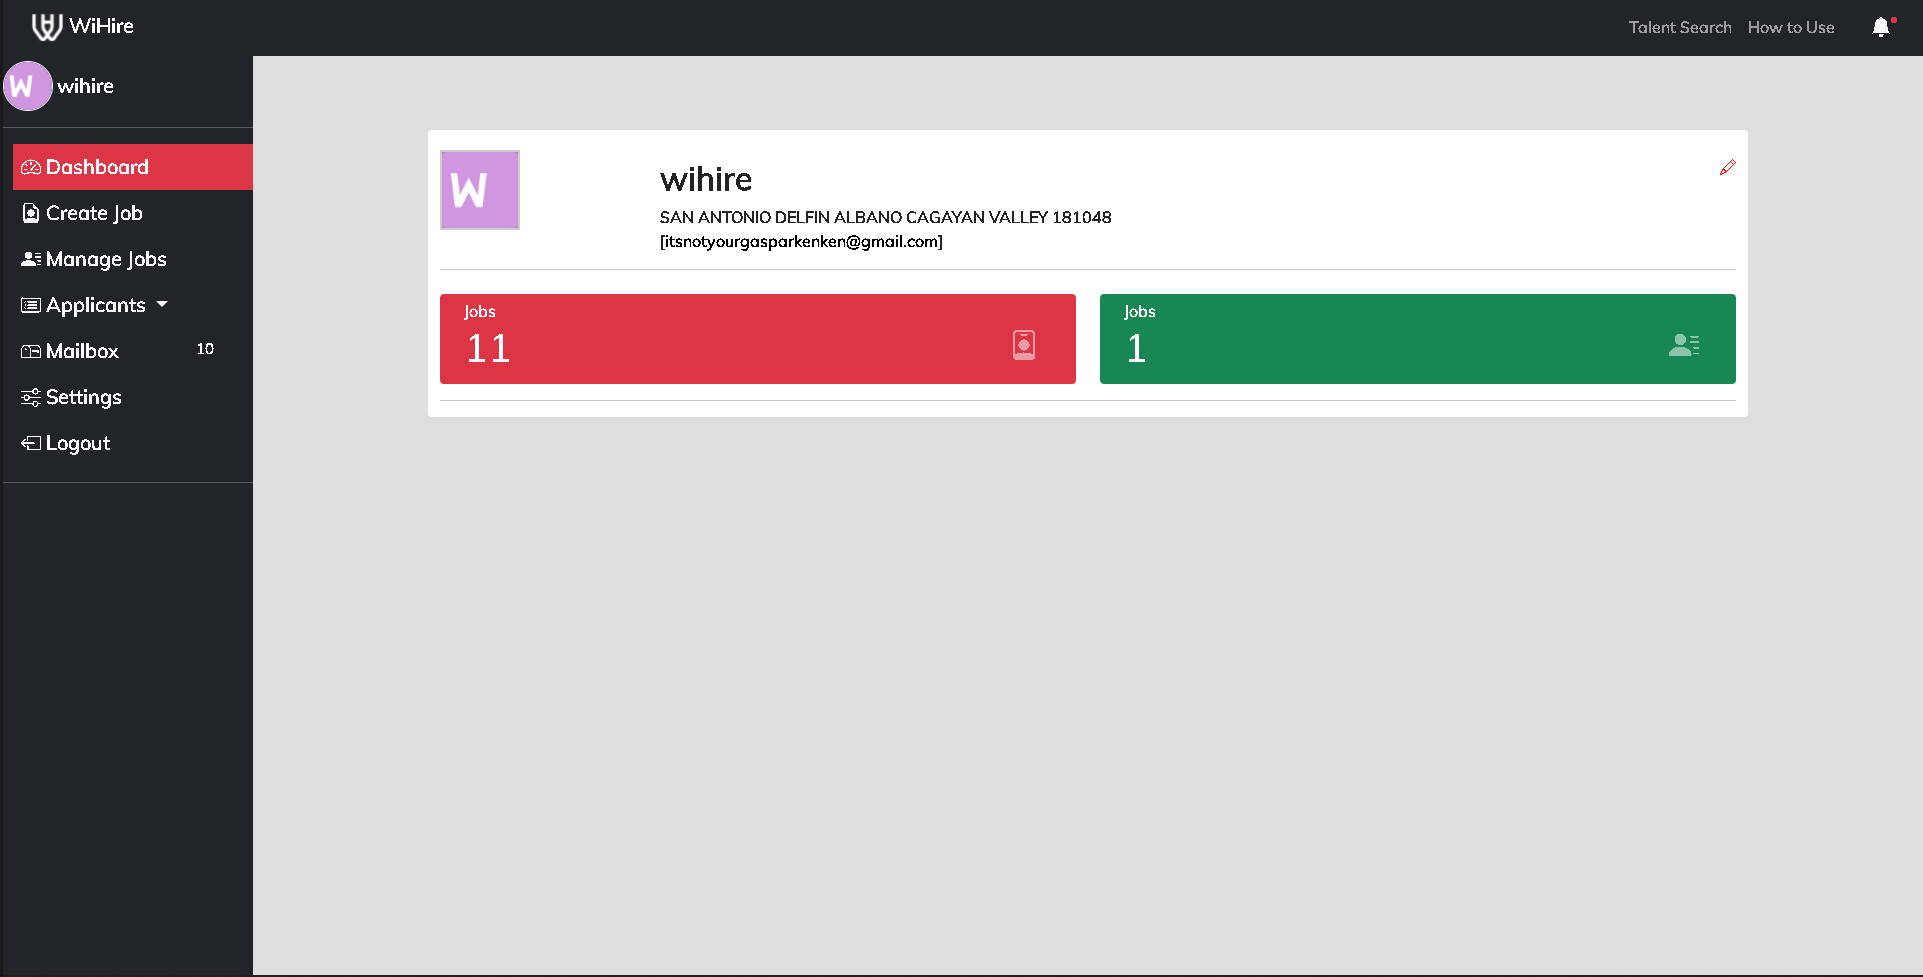 WiHire
Talent Search
How to Use
W
wihire
Dashboard
Create Job
Manage Jobs
Applicants
Mailbox 10
Settings
Logout
W
wihire
SAN ANTONIO DELFIN ALBANO CAGAYAN VALLEY 181048
[itsnotyourgasparkenken@gmail.com]
Jobs
11
Jobs
1